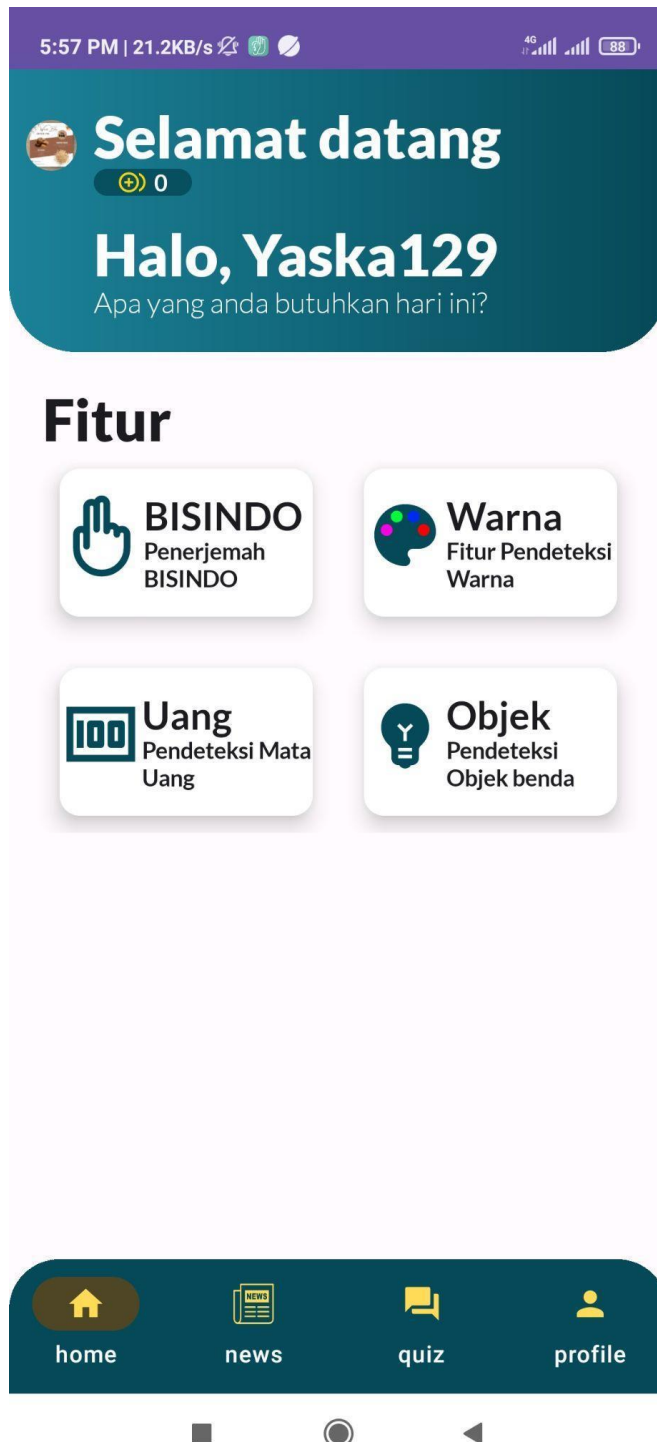 5:57 PM | 21.2KB/s
4G
88
Selamat datang
0
Halo, Yaska129
Apa yang anda butuhkan hari ini?
Fitur
BISINDO
Penerjemah
BISINDO
Warna
Fitur Pendeteksi
Warna
100
Uang
Pendeteksi Mata
Uang
Objek
Pendeteksi
Objek benda
NEWS
home
news
quiz
profile